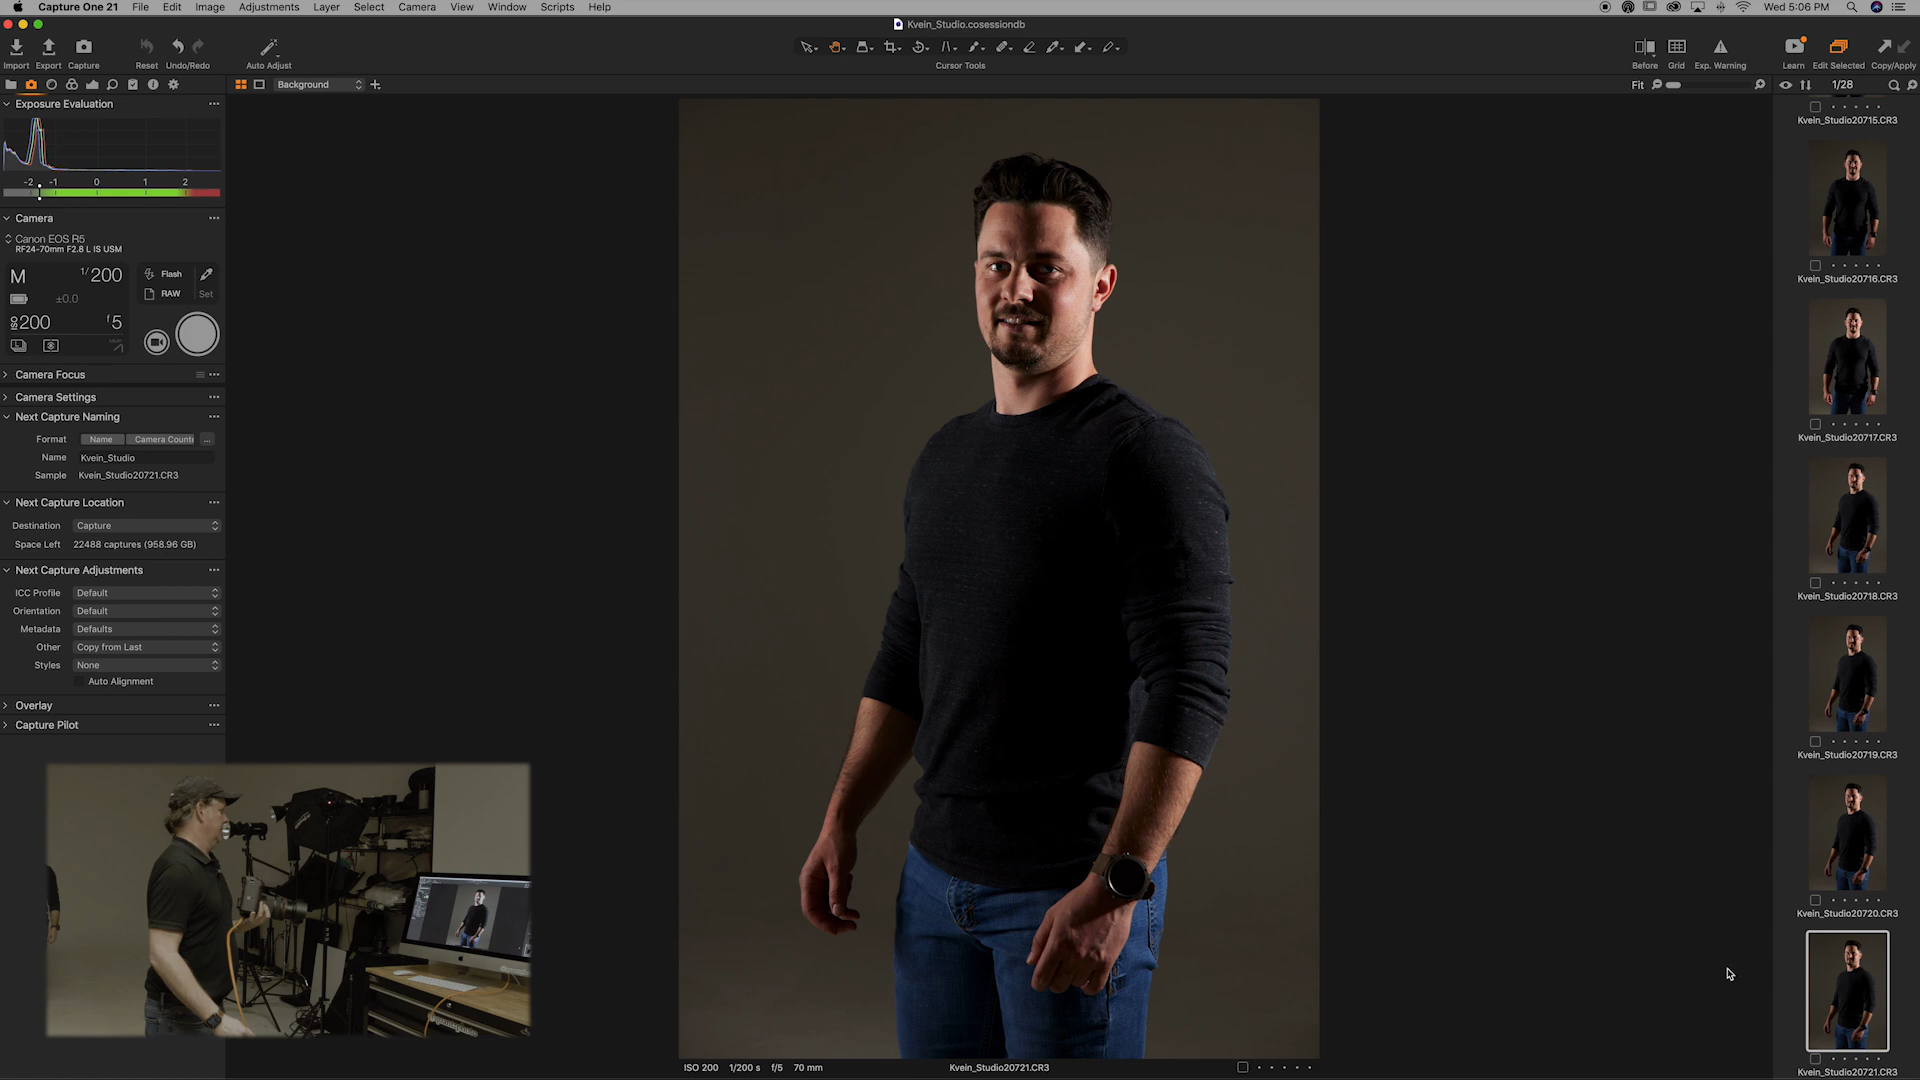 Capture One 21 File Edit Image Adjustments Layer Select Camera View Window Scripts Help Wed 5:06 PM
Kvein_Studio.cosessiondb
Import Export Capture Reset Undo/Redo Auto Adjust Cursor Tools Before Grid Exp. Warning Learn Edit Selected Copy/Apply
Background Fit 1/28
Exposure Evaluation
-2 -1 0 1 2
Camera
Canon EOS R5
RF24-70mm F2.8 L IS USM
M 1/200 Flash
±0.0 RAW Set
ISO 200 f5
Camera Focus
Camera Settings
Next Capture Naming
Format Name Camera Counte ...
Name Kvein_Studio
Sample Kvein_Studio20721.CR3
Next Capture Location
Destination Capture
Space Left 22488 captures (958.96 GB)
Next Capture Adjustments
ICC Profile Default
Orientation Default
Metadata Defaults
Other Copy from Last
Styles None
Auto Alignment
Overlay
Capture Pilot
ISO 200 1/200 s f/5 70 mm Kvein_Studio20721.CR3
Kvein_Studio20715.CR3
Kvein_Studio20716.CR3
Kvein_Studio20717.CR3
Kvein_Studio20718.CR3
Kvein_Studio20719.CR3
Kvein_Studio20720.CR3
Kvein_Studio20721.CR3